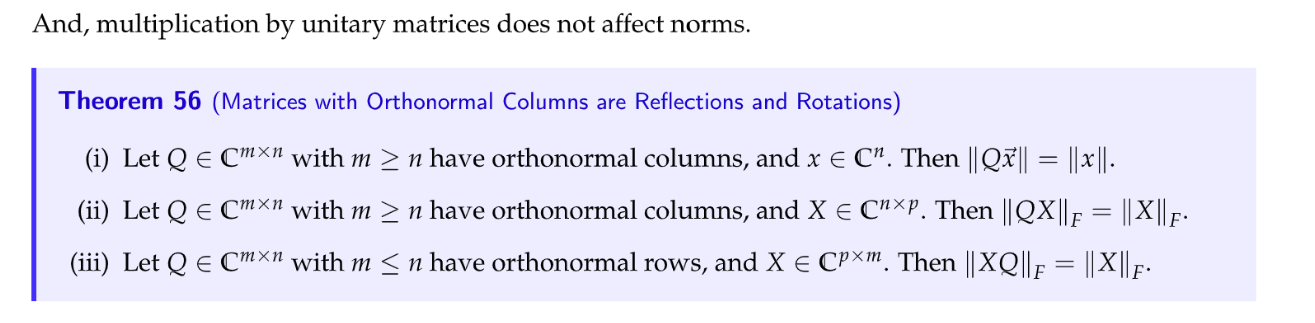 And, multiplication by unitary matrices does not affect norms.
Theorem 56 (Matrices with Orthonormal Columns are Reflections and Rotations)
(i) Let Q ∈ ℂ^{m×n} with m ≥ n have orthonormal columns, and x ∈ ℂ^n. Then ‖Qx⃗‖ = ‖x‖.
(ii) Let Q ∈ ℂ^{m×n} with m ≥ n have orthonormal columns, and X ∈ ℂ^{n×p}. Then ‖QX‖_F = ‖X‖_F.
(iii) Let Q ∈ ℂ^{m×n} with m ≤ n have orthonormal rows, and X ∈ ℂ^{p×m}. Then ‖XQ‖_F = ‖X‖_F.